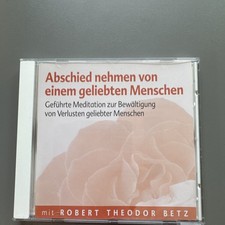 Abschied nehmen von
einem geliebten Menschen
Geführte Meditation zur Bewältigung
von Verlusten geliebter Menschen
mit ROBERT THEODOR BETZ